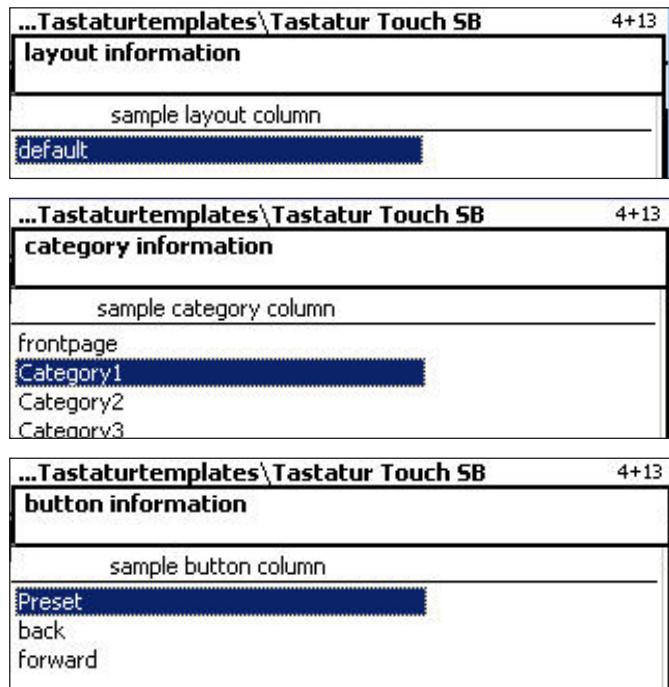 ...Tastaturtemplates\Tastatur Touch SB 4+13
layout information
sample layout column
default
...Tastaturtemplates\Tastatur Touch SB 4+13
category information
sample category column
frontpage
Category1
Category2
Category3
...Tastaturtemplates\Tastatur Touch SB 4+13
button information
sample button column
Preset
back
forward